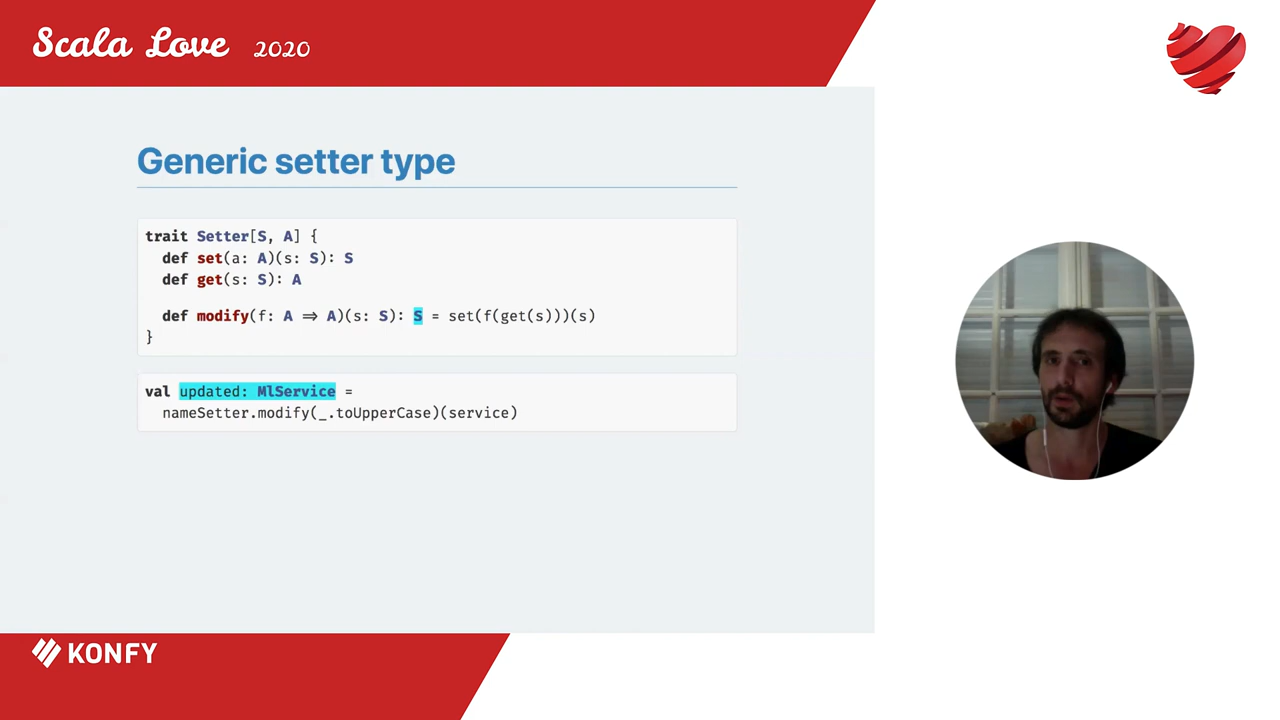 Scala Love 2020
Generic setter type
trait Setter[S, A] {
def set(a: A)(s: S): S
def get(s: S): A
def modify(f: A ⇒ A)(s: S): S = set(f(get(s)))(s)
}
val updated: MlService =
nameSetter.modify(_.toUpperCase)(service)
KONFY